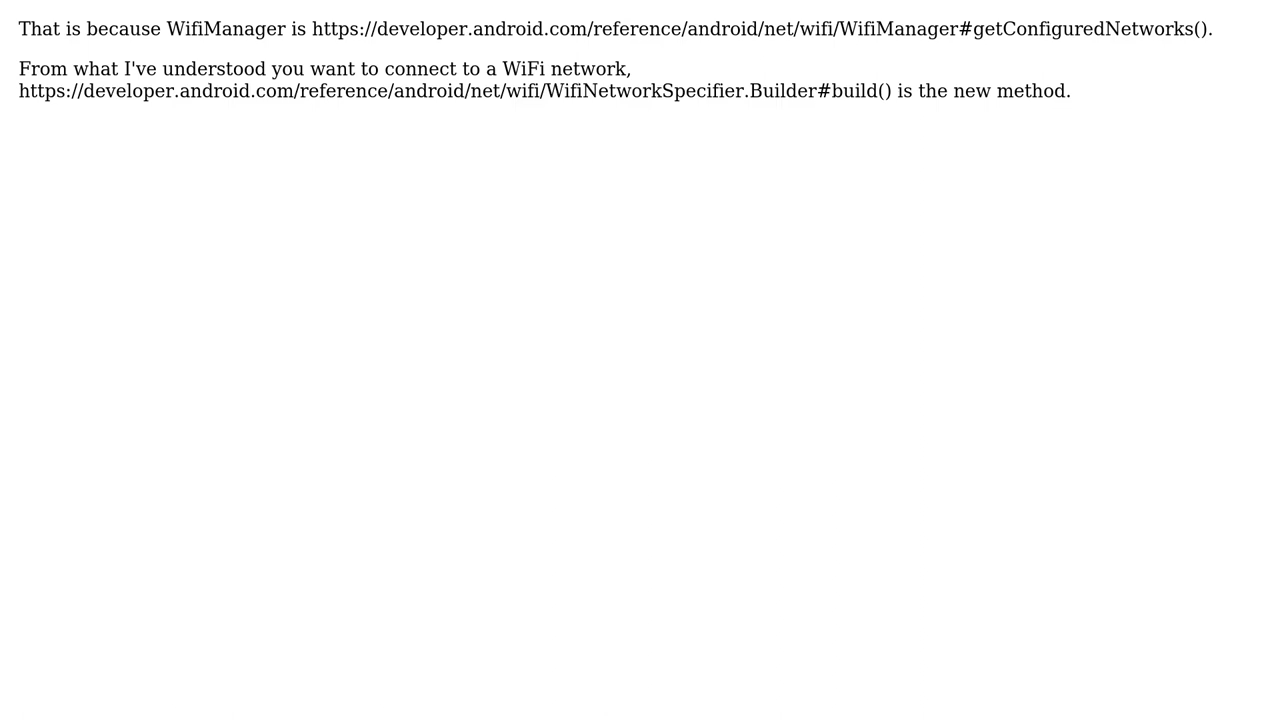 That is because WifiManager is https://developer.android.com/reference/android/net/wifi/WifiManager#getConfiguredNetworks().
From what I've understood you want to connect to a WiFi network,
https://developer.android.com/reference/android/net/wifi/WifiNetworkSpecifier.Builder#build() is the new method.